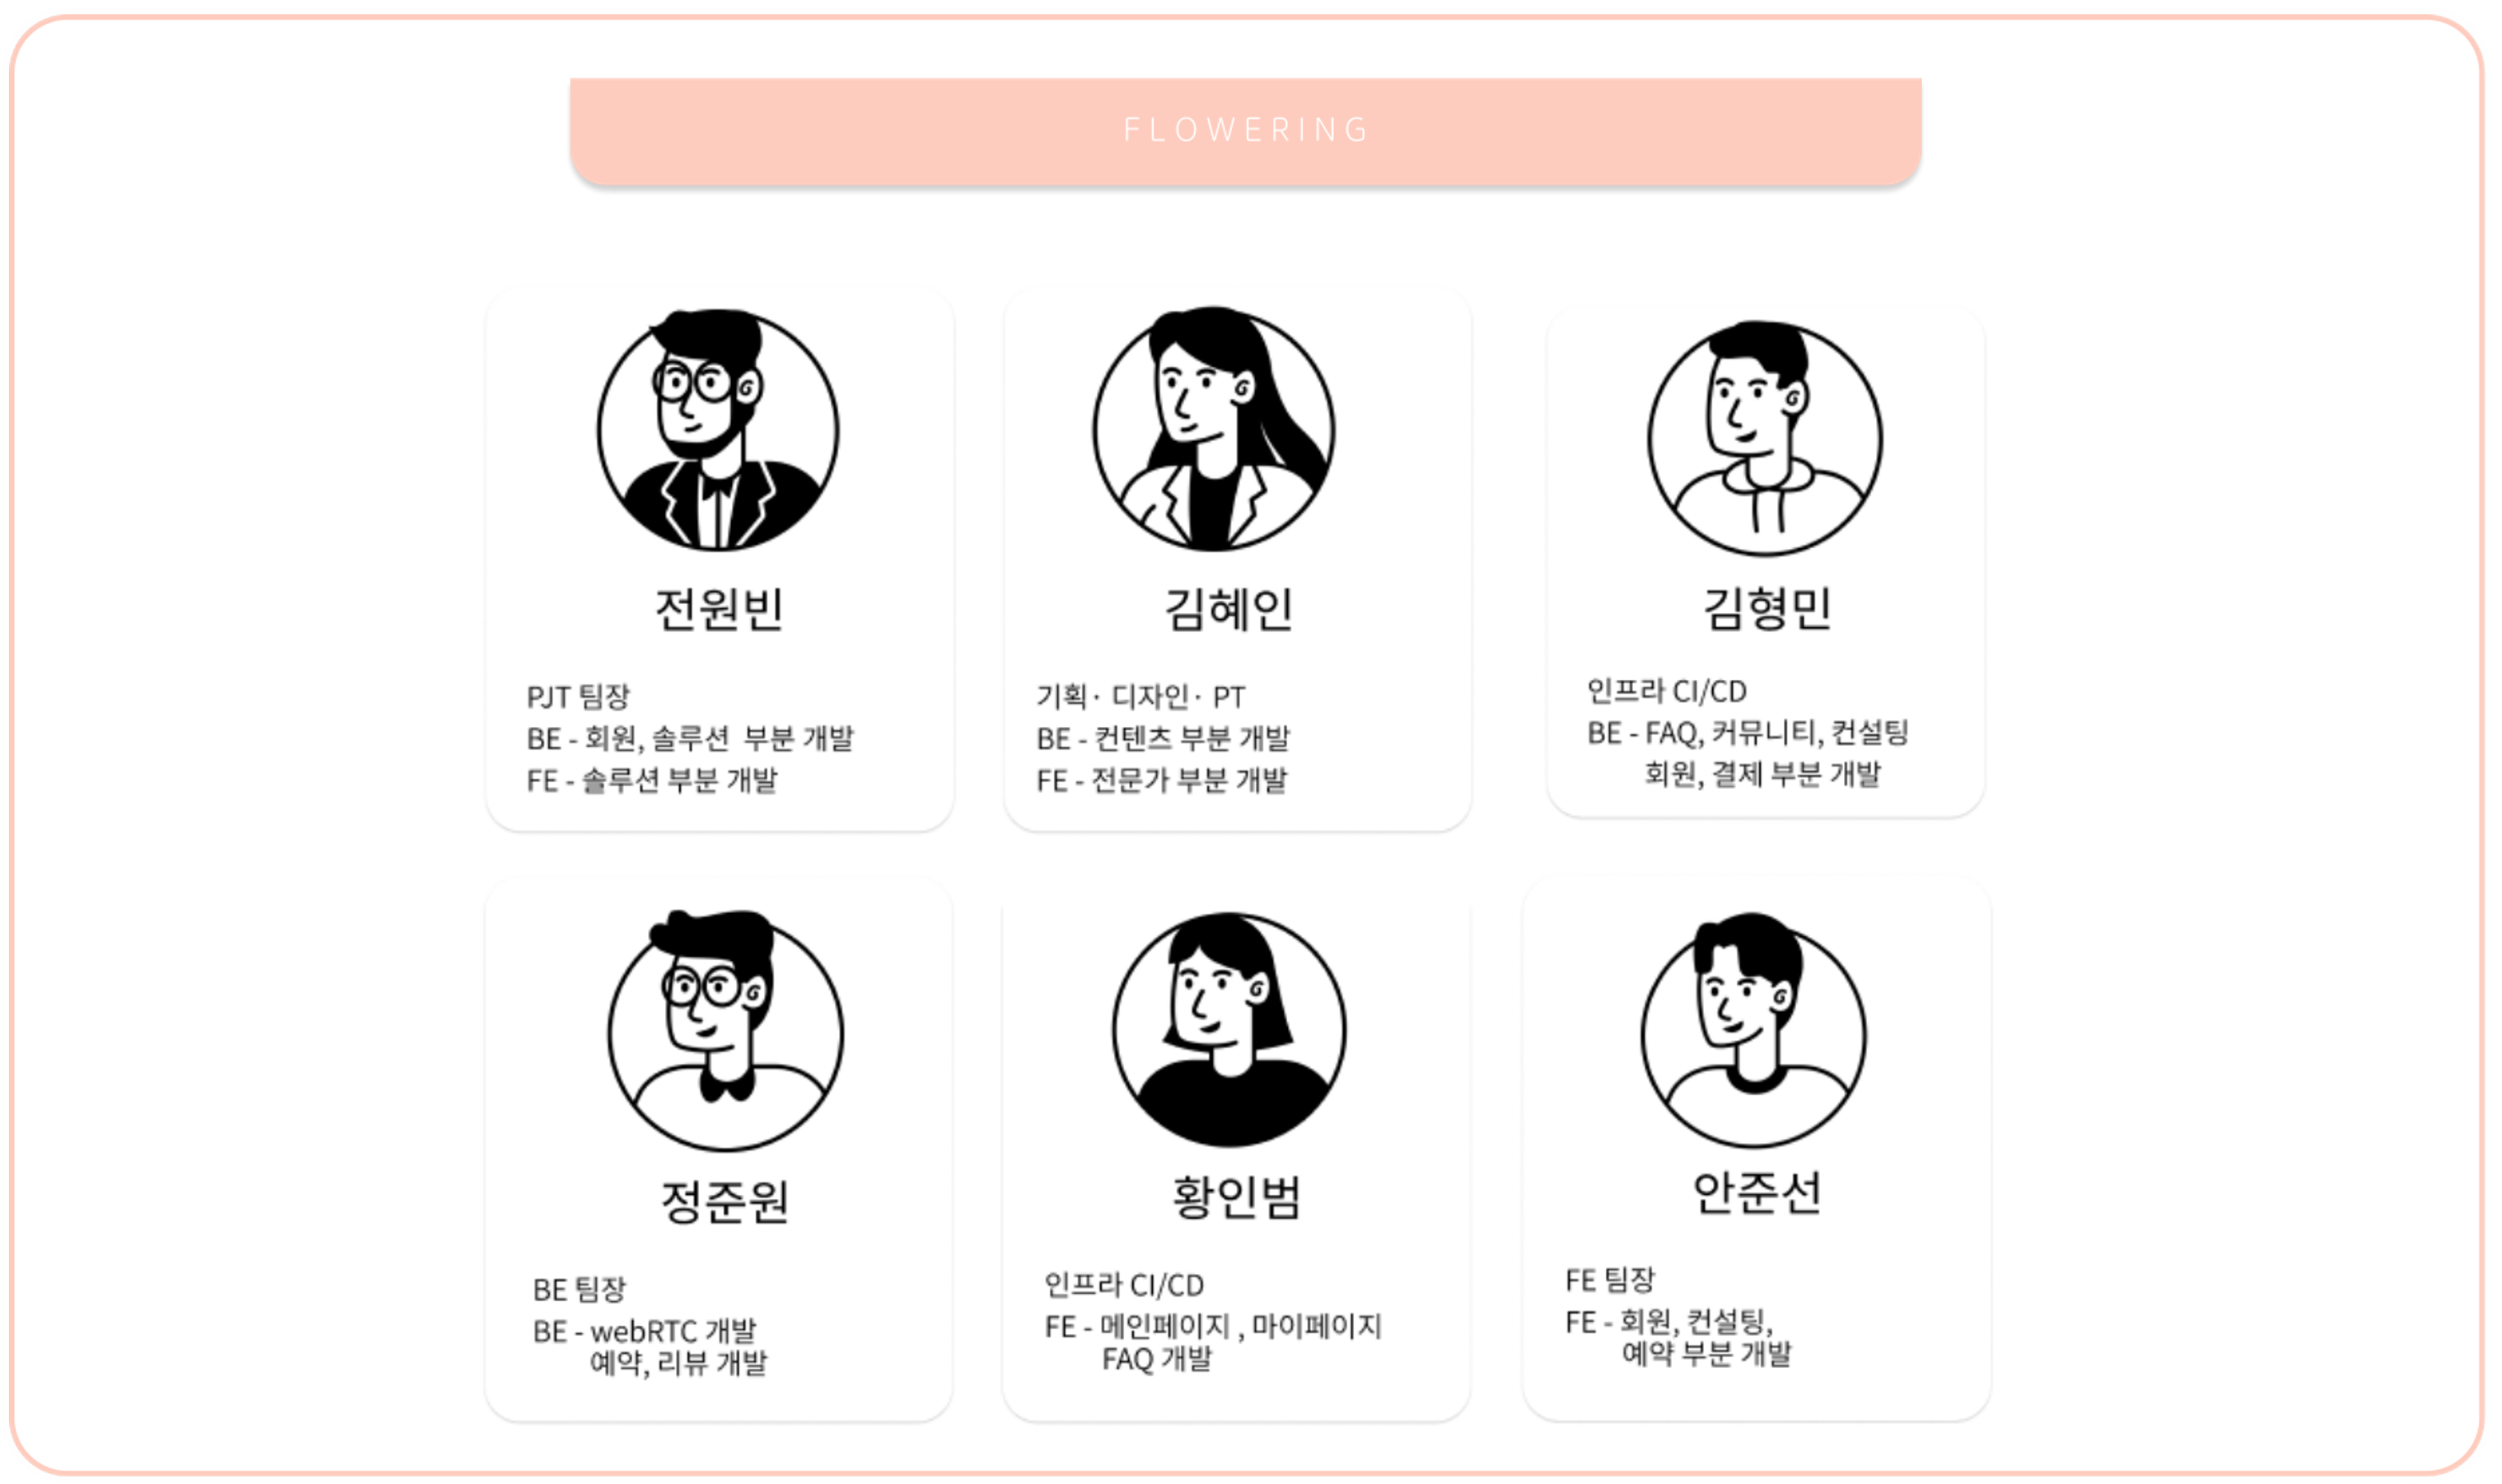 FLOWERING
전원빈
PJT 팀장
BE - 회원, 솔루션 부분 개발
FE - 솔루션 부분 개발
김혜인
기획· 디자인· PT
BE - 컨텐츠 부분 개발
FE - 전문가 부분 개발
김형민
인프라 CI/CD
BE - FAQ, 커뮤니티, 컨설팅
회원, 결제 부분 개발
정준원
BE 팀장
BE - webRTC 개발
예약, 리뷰 개발
황인범
인프라 CI/CD
FE - 메인페이지 , 마이페이지
FAQ 개발
안준선
FE 팀장
FE - 회원, 컨설팅,
예약 부분 개발